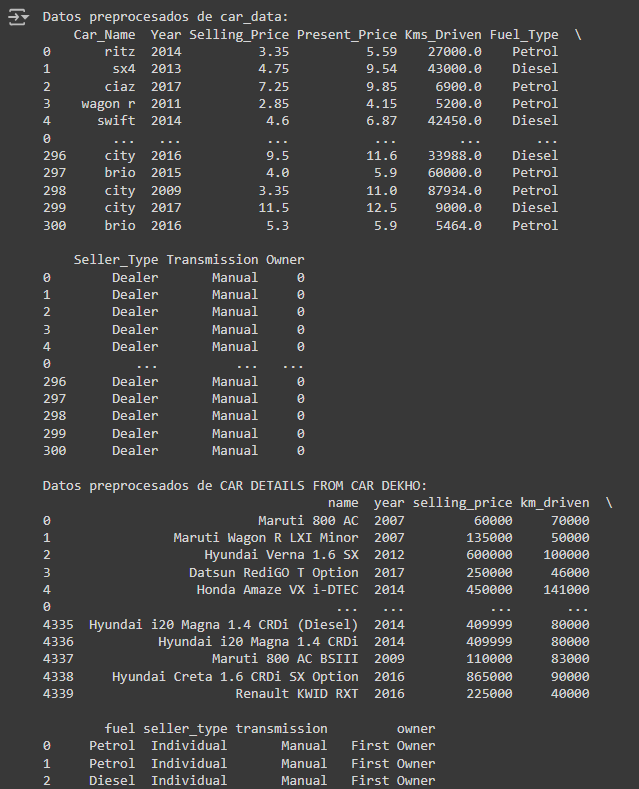 Datos preprocesados de car_data:
Car_Name Year Selling_Price Present_Price Kms_Driven Fuel_Type \
0 ritz 2014 3.35 5.59 27000.0 Petrol
1 sx4 2013 4.75 9.54 43000.0 Diesel
2 ciaz 2017 7.25 9.85 6900.0 Petrol
3 wagon r 2011 2.85 4.15 5200.0 Petrol
4 swift 2014 4.6 6.87 42450.0 Diesel
0 ... ... ... ... ... ...
296 city 2016 9.5 11.6 33988.0 Diesel
297 brio 2015 4.0 5.9 60000.0 Petrol
298 city 2009 3.35 11.0 87934.0 Petrol
299 city 2017 11.5 12.5 9000.0 Diesel
300 brio 2016 5.3 5.9 5464.0 Petrol
Seller_Type Transmission Owner
0 Dealer Manual 0
1 Dealer Manual 0
2 Dealer Manual 0
3 Dealer Manual 0
4 Dealer Manual 0
0 ... ... ...
296 Dealer Manual 0
297 Dealer Manual 0
298 Dealer Manual 0
299 Dealer Manual 0
300 Dealer Manual 0
Datos preprocesados de CAR DETAILS FROM CAR DEKHO:
name year selling_price km_driven \
0 Maruti 800 AC 2007 60000 70000
1 Maruti Wagon R LXI Minor 2007 135000 50000
2 Hyundai Verna 1.6 SX 2012 600000 100000
3 Datsun RediGO T Option 2017 250000 46000
4 Honda Amaze VX i-DTEC 2014 450000 141000
0 ... ... ... ...
4335 Hyundai i20 Magna 1.4 CRDi (Diesel) 2014 409999 80000
4336 Hyundai i20 Magna 1.4 CRDi 2014 409999 80000
4337 Maruti 800 AC BSIII 2009 110000 83000
4338 Hyundai Creta 1.6 CRDi SX Option 2016 865000 90000
4339 Renault KWID RXT 2016 225000 40000
fuel seller_type transmission owner
0 Petrol Individual Manual First Owner
1 Petrol Individual Manual First Owner
2 Diesel Individual Manual First Owner